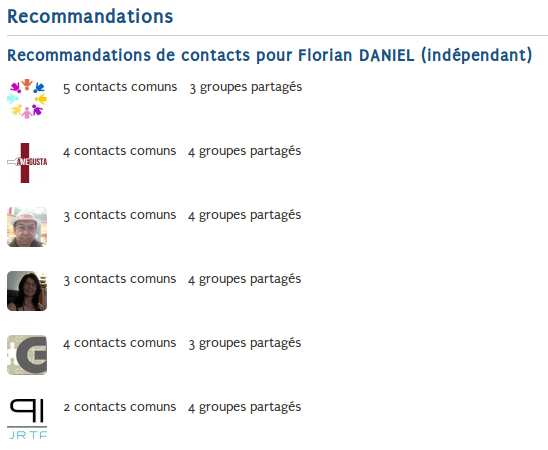 Recommandations
Recommandations de contacts pour Florian DANIEL (indépendant)
5 contacts comuns 3 groupes partagés
AMEGUSTA
4 contacts comuns 4 groupes partagés
3 contacts comuns 4 groupes partagés
3 contacts comuns 4 groupes partagés
4 contacts comuns 3 groupes partagés
2 contacts comuns 4 groupes partagés
JRTF